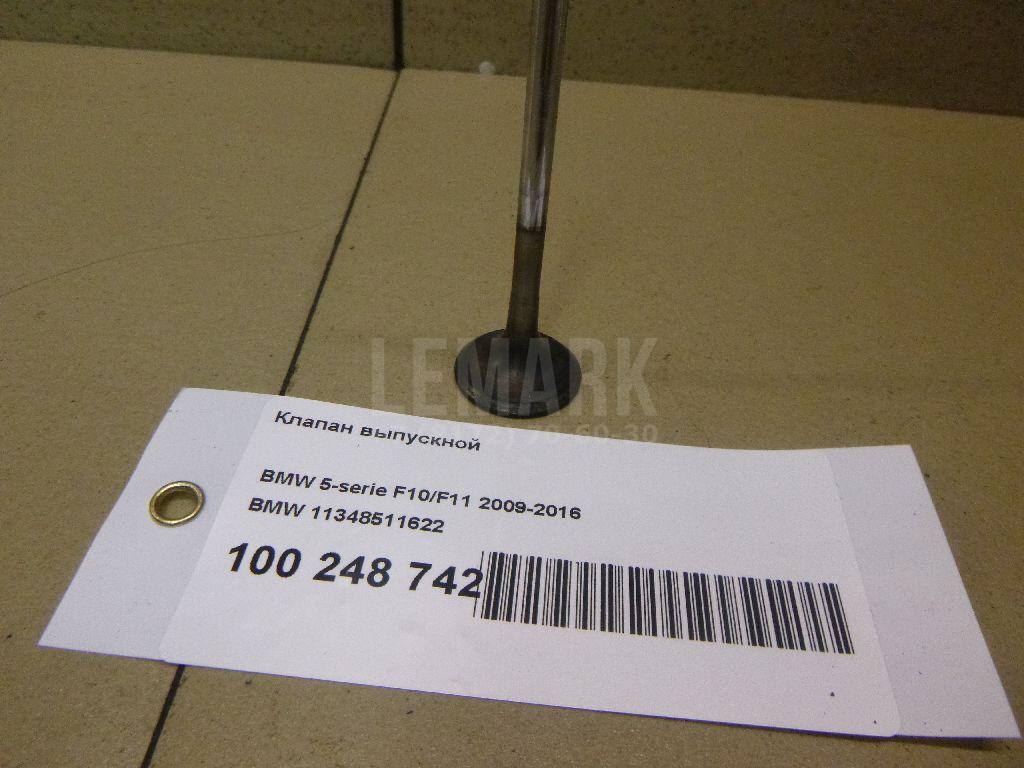 LEMARK
Клапан выпускной
BMW 5-serie F10/F11 2009-2016
BMW 11348511622
100 248 742